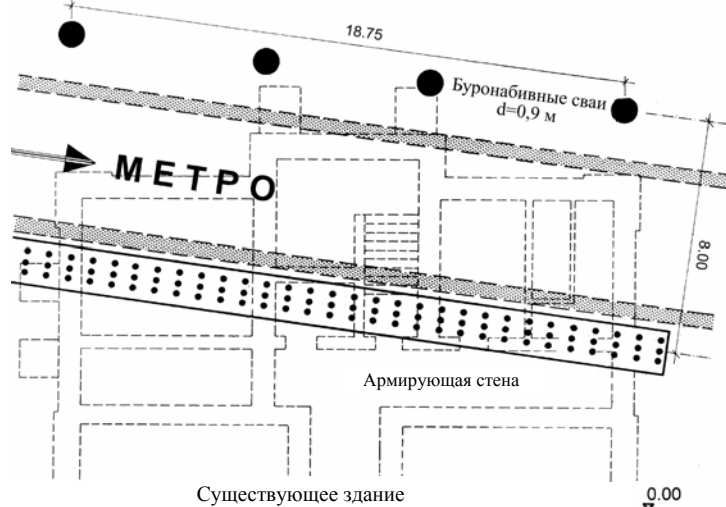 18.75
Буронабивные сваи
d=0,9 м
МЕТРО
8.00
Армирующая стена
Существующее здание
0.00